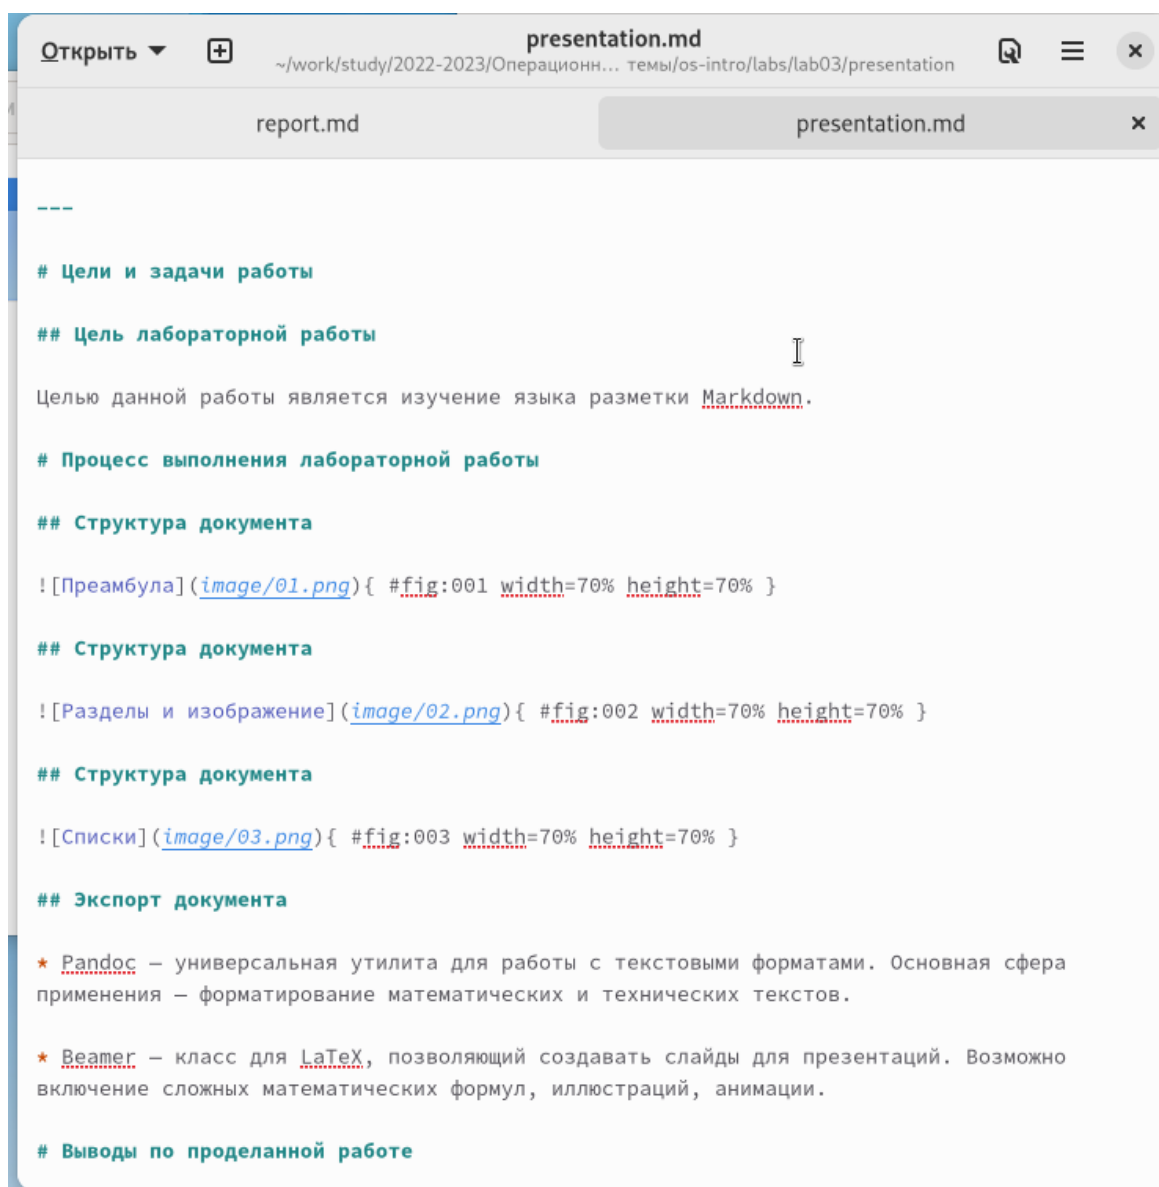 Открыть
presentation.md
~/work/study/2022-2023/Операционн... темы/os-intro/labs/lab03/presentation
report.md
presentation.md
---
# Цели и задачи работы
## Цель лабораторной работы
Целью данной работы является изучение языка разметки Markdown.
# Процесс выполнения лабораторной работы
## Структура документа
![Преамбула](image/01.png){ #fig:001 width=70% height=70% }
## Структура документа
![Разделы и изображение](image/02.png){ #fig:002 width=70% height=70% }
## Структура документа
![Списки](image/03.png){ #fig:003 width=70% height=70% }
## Экспорт документа
* Pandoc – универсальная утилита для работы с текстовыми форматами. Основная сфера
применения – форматирование математических и технических текстов.
* Beamer – класс для LaTeX, позволяющий создавать слайды для презентаций. Возможно
включение сложных математических формул, иллюстраций, анимации.
# Выводы по проделанной работе